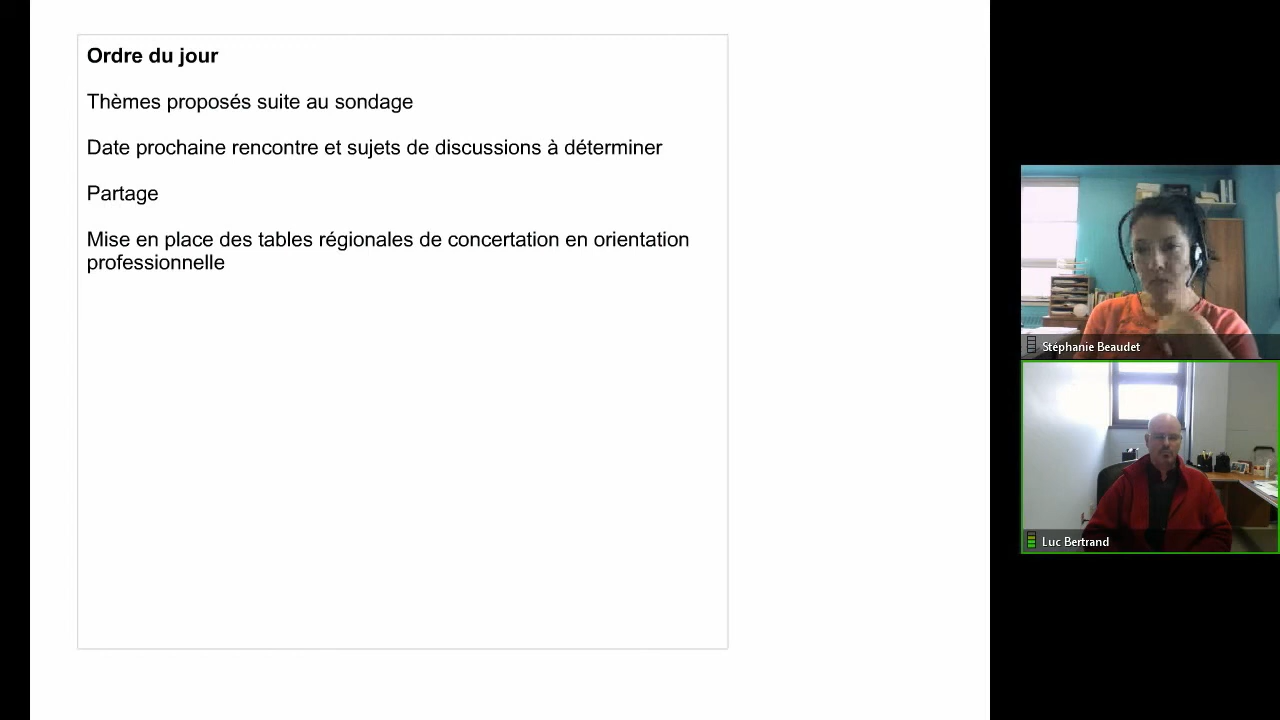 Ordre du jour
Thèmes proposés suite au sondage
Date prochaine rencontre et sujets de discussions à déterminer
Partage
Mise en place des tables régionales de concertation en orientation
professionnelle
Stéphanie Beaudet
Luc Bertrand